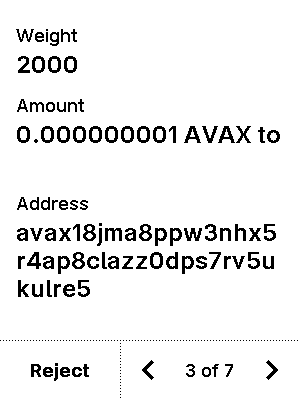 Weight
2000
Amount
0.000000001 AVAX to
Address
avax18jma8ppw3nhx5
r4ap8clazz0dps7rv5u
kulre5
Reject
3 of 7